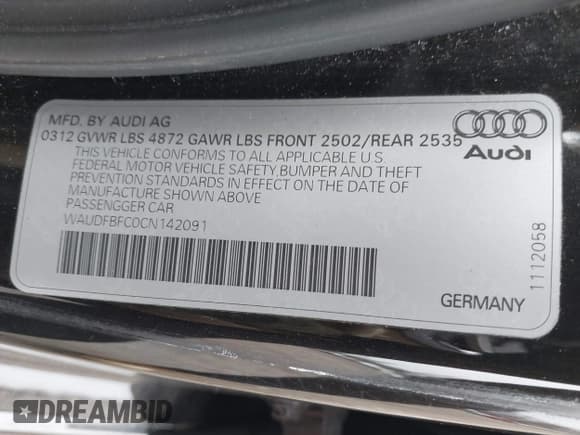 MFD. BY AUDI AG
0312 GVWR LBS 4872 GAWR LBS FRONT 2502/REAR 2535
THIS VEHICLE CONFORMS TO ALL APPLICABLE U.S.
FEDERAL MOTOR VEHICLE SAFETY,BUMPER AND THEFT
PREVENTION STANDARDS IN EFFECT ON THE DATE OF
MANUFACTURE SHOWN ABOVE
PASSENGGER CAR
WAUDFBFC0CN142091
Audi
GERMANY
1112058
DREAMBID